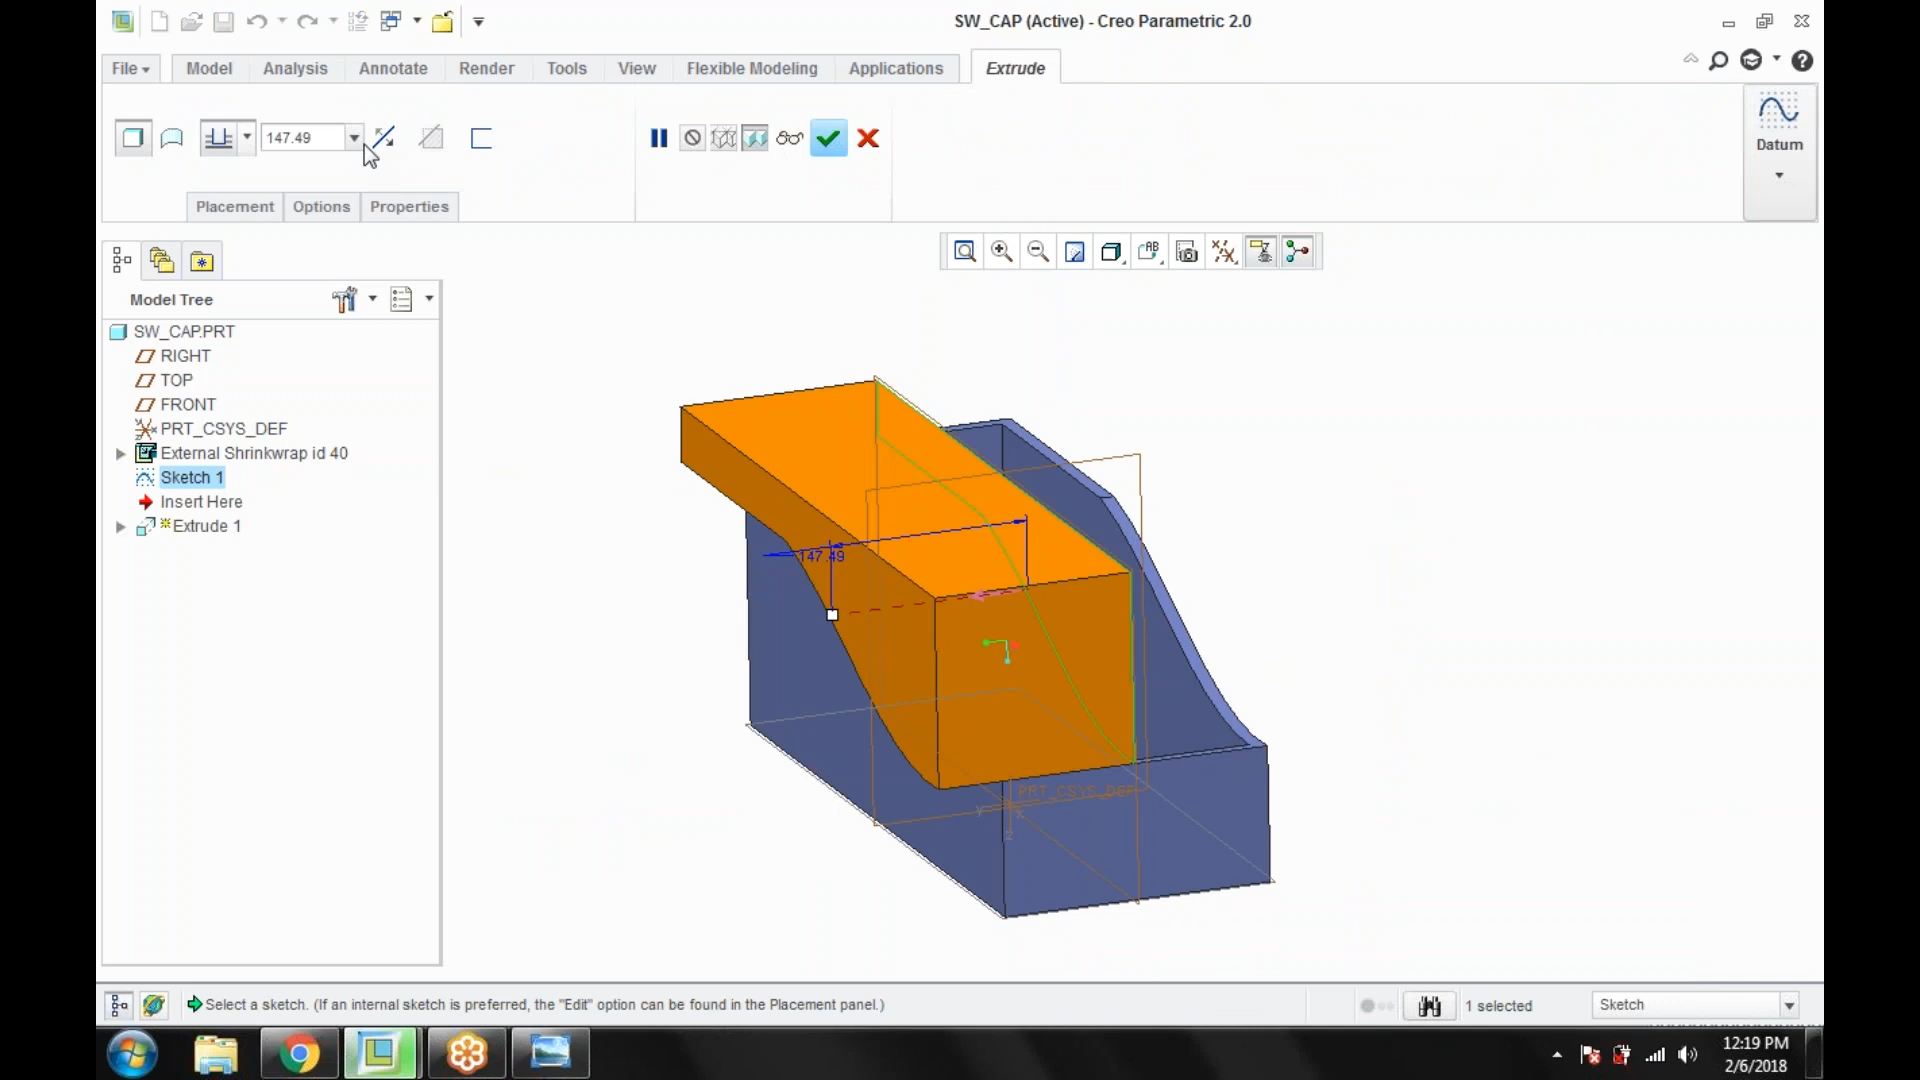 SW_CAP (Active) - Creo Parametric 2.0
File Model Analysis Annotate Render Tools View Flexible Modeling Applications Extrude
147.49
Datum
Placement Options Properties
AB
Model Tree
SW_CAP.PRT
RIGHT
TOP
FRONT
PRT_CSYS_DEF
External Shrinkwrap id 40
Sketch 1
Insert Here
Extrude 1
147.49
PRT_CSYS_DEF
Y X
Z
Select a sketch. (If an internal sketch is preferred, the "Edit" option can be found in the Placement panel.)
1 selected
Sketch
12:19 PM
2/6/2018